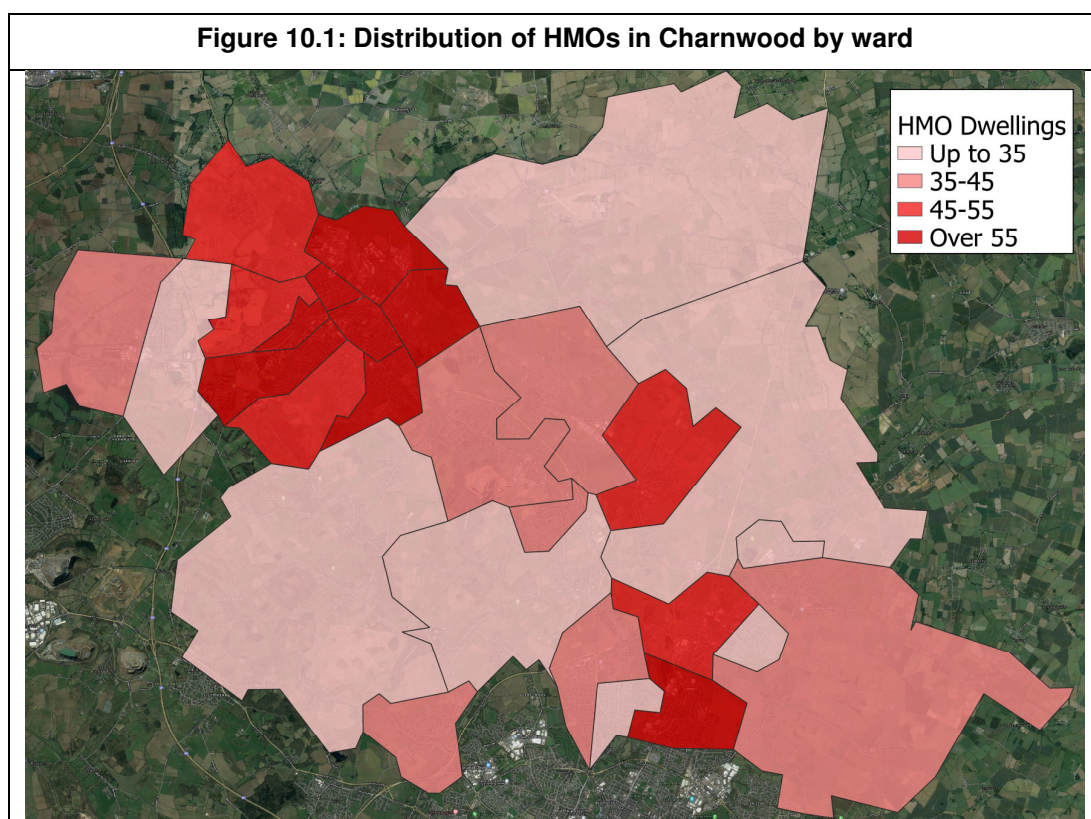 Figure 10.1: Distribution of HMOs in Charnwood by ward
HMO Dwellings
Up to 35
35-45
45-55
Over 55